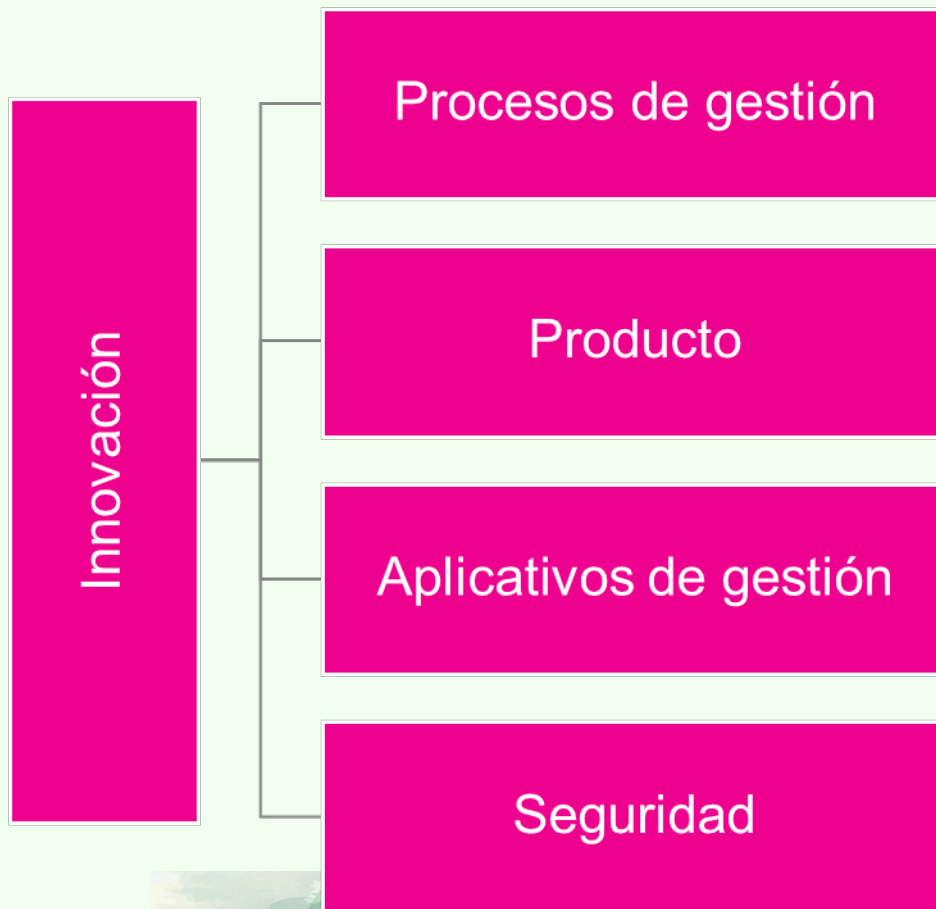 Innovación
Procesos de gestión
Producto
Aplicativos de gestión
Seguridad